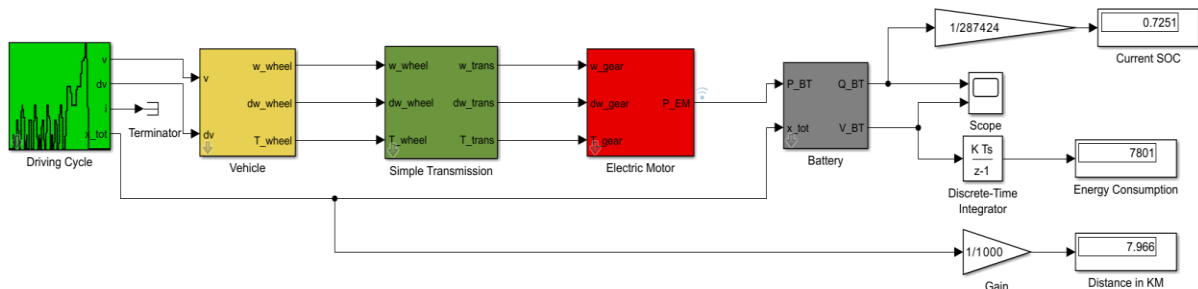 v
dv
i
x_tot
Driving Cycle
Terminator
v
dv
w_wheel
dw_wheel
T_wheel
Vehicle
w_wheel
dw_wheel
T_wheel
w_trans
dw_trans
T_trans
Simple Transmission
w_gear
dw_gear
T_gear
P_EM
Electric Motor
P_BT
x_tot
Q_BT
V_BT
Battery
1/287424
0.7251
Current SOC
Scope
K Ts
z-1
Discrete-Time
Integrator
7801
Energy Consumption
1/1000
Gain
7.966
Distance in KM